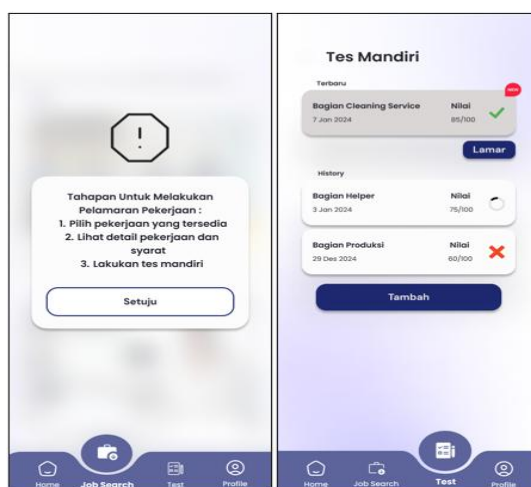 Tahapan Untuk Melakukan
Pelamaran Pekerjaan :
1. Pilih pekerjaan yang tersedia
2. Lihat detail pekerjaan dan
syarat
3. Lakukan tes mandiri
Setuju
Home Job Search Test Profile
Tes Mandiri
Terbaru
Bagian Cleaning Service Nilai
7 Jan 2024 85/100
Lamar
History
Bagian Helper Nilai
3 Jan 2024 75/100
Bagian Produksi Nilai
29 Des 2024 60/100
Tambah
Home Job Search Test Profile